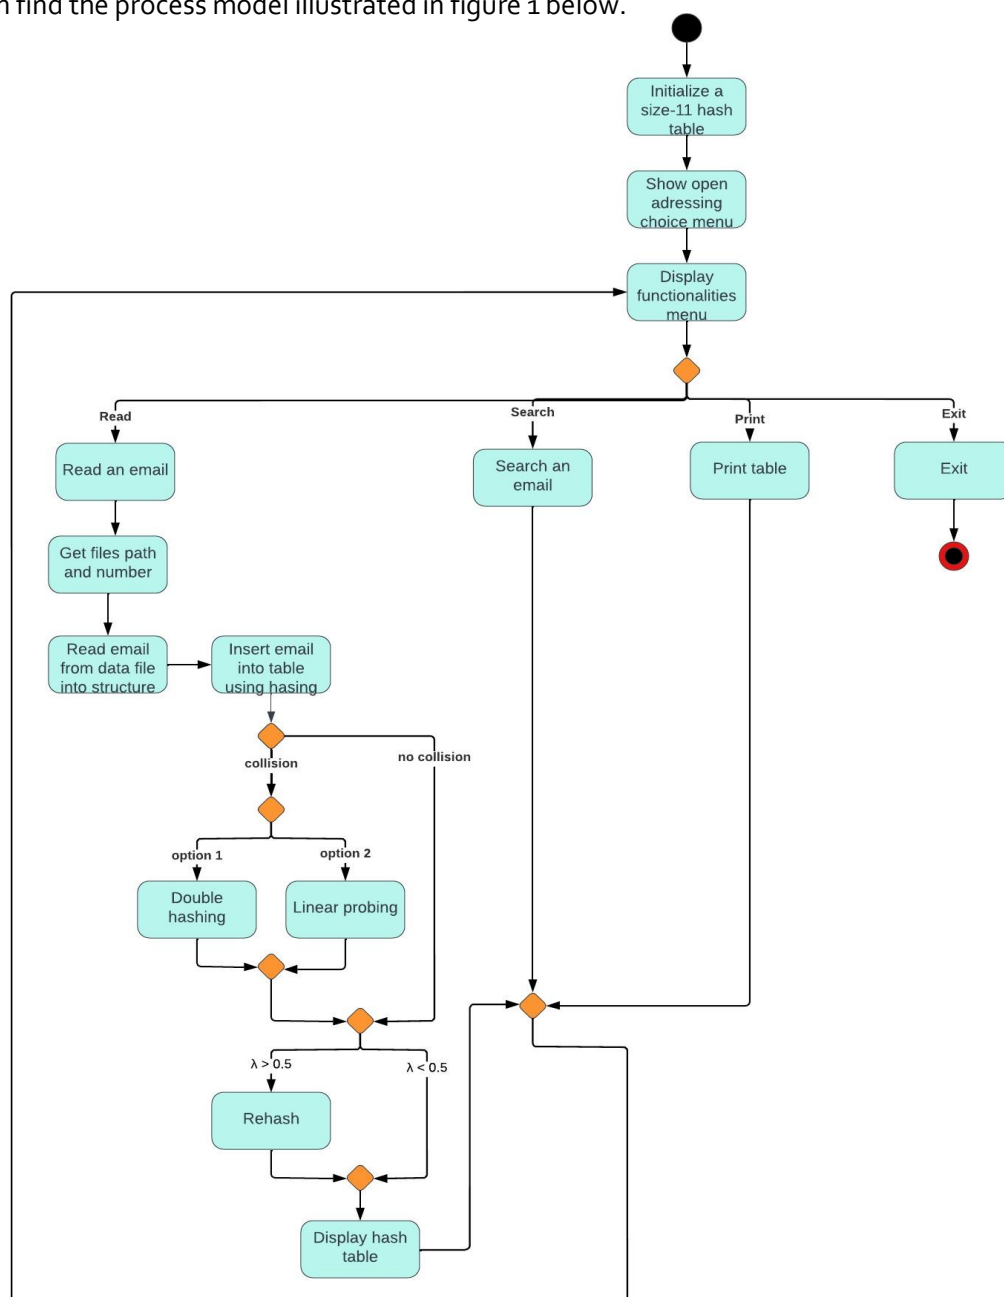 find the process model illustrated in figure 1 below.
Initialize a
size-11 hash
table
Show open
adressing
choice menu
Display
functionalities
menu
Read
Search
Print
Exit
Read an email
Search an
email
Print table
Exit
Get files path
and number
Read email
from data file
into structure
Insert email
into table
using hasing
collision
no collision
option 1
option 2
Double
hashing
Linear probing
λ > 0.5
λ < 0.5
Rehash
Display hash
table